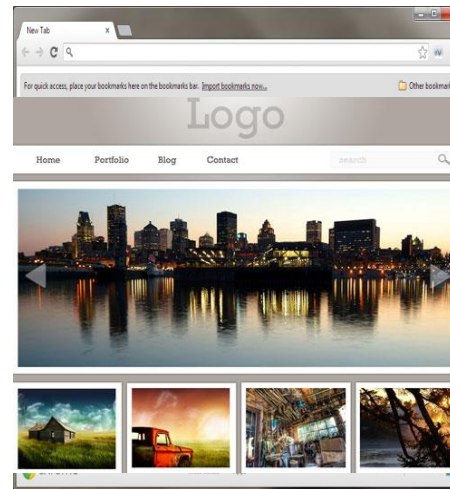 New Tab x
For quick access, place your bookmarks here on the bookmarks bar. Import bookmarks now... Other bookmark
Logo
Home Portfolio Blog Contact search